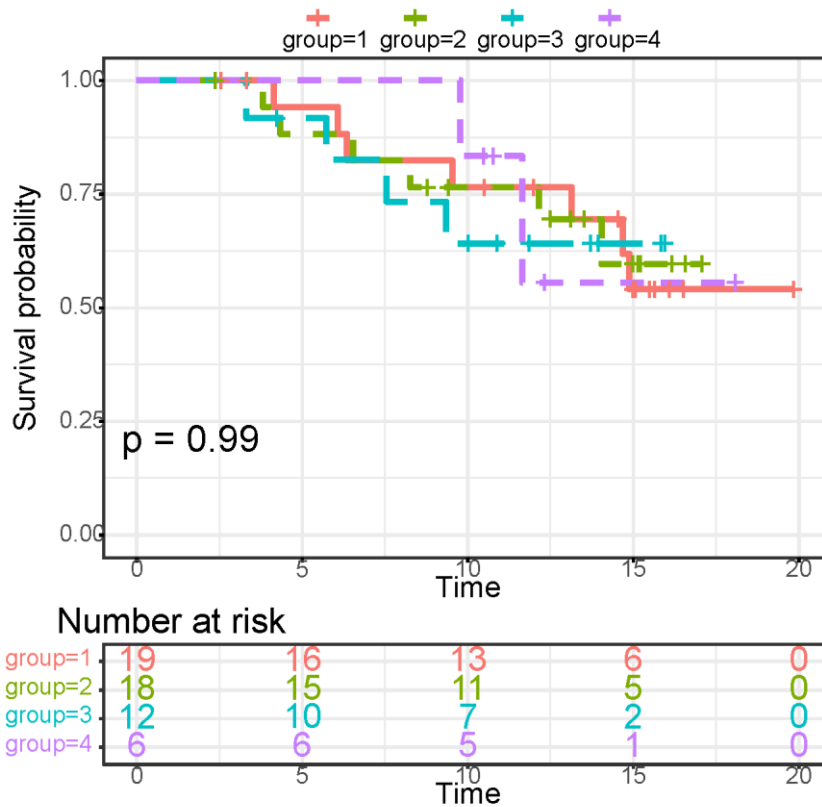 group=1 group=2 group=3 group=4
1.00
0.75
0.50
0.25
0.00
Survival probability
p = 0.99
0 5 10 15 20
Time
Number at risk
group=1 19 16 13 6 0
group=2 18 15 11 5 0
group=3 12 10 7 2 0
group=4 6 6 5 1 0
0 5 10 15 20
Time